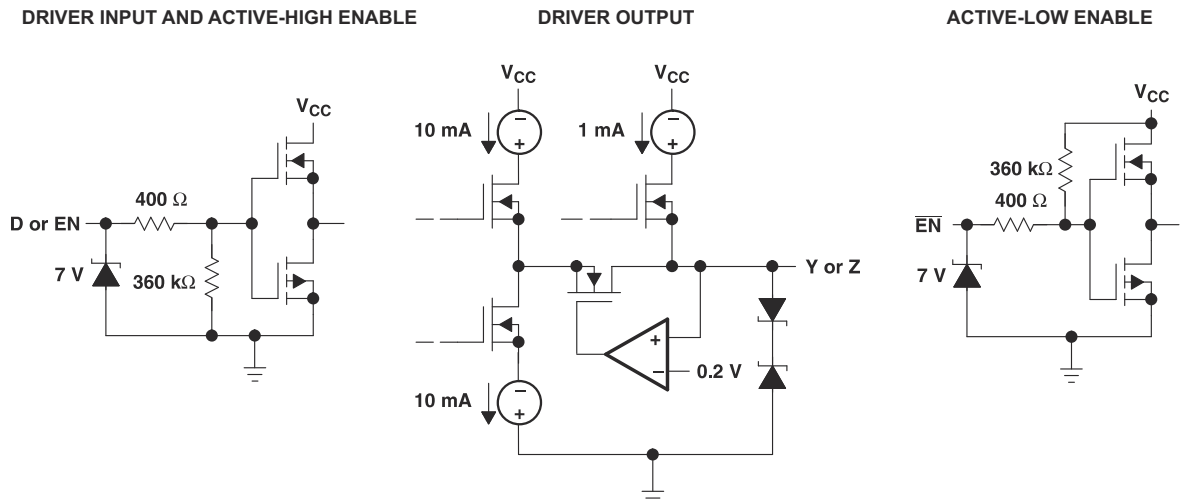 DRIVER INPUT AND ACTIVE-HIGH ENABLE
VCC
400 Ω
D or EN
7 V
360 kΩ
DRIVER OUTPUT
VCC
VCC
10 mA
−
+
1 mA
−
+
Y or Z
+
−
0.2 V
10 mA
−
+
ACTIVE-LOW ENABLE
VCC
360 kΩ
400 Ω
EN
7 V